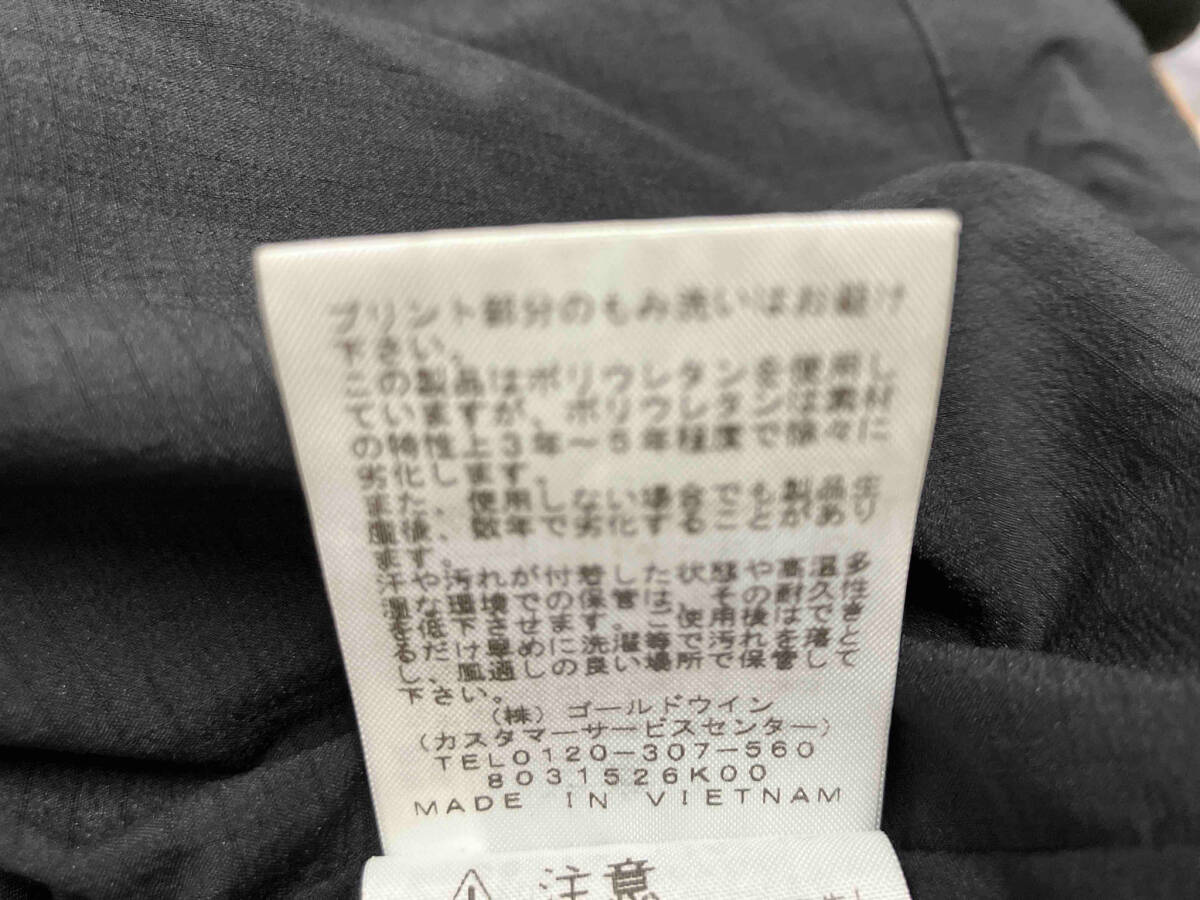 プリント部分のもみ洗いはお避け
下さい。
この製品はポリウレタンを使用し
ていますが、ポリウレタンは素材
の特性上3年～5年程度で徐々に
劣化します。
また、使用しない場合でも製品生
産後、数年で劣化することがあり
ます。
汗や汚れが付着した状態や高温多
湿な環境での保管は、その耐久性
を低下させます。ご使用後はでき
るだけ早めに洗濯等で汚れを落と
し、風通しの良い場所で保管して
下さい。
(株)ゴールドウイン
(カスタマーサービスセンター)
TEL0120-307-560
8031526K00
MADE IN VIETNAM
注意